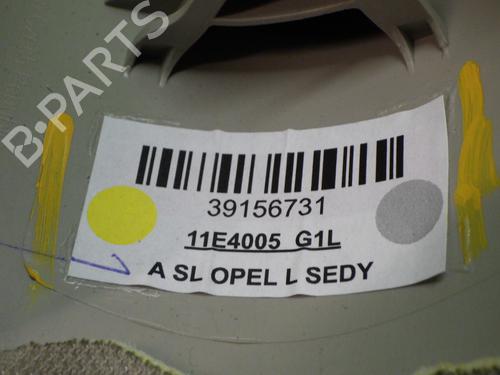 B-PARTS
39156731
11E4005 G1L
A SL OPEL L SEDY